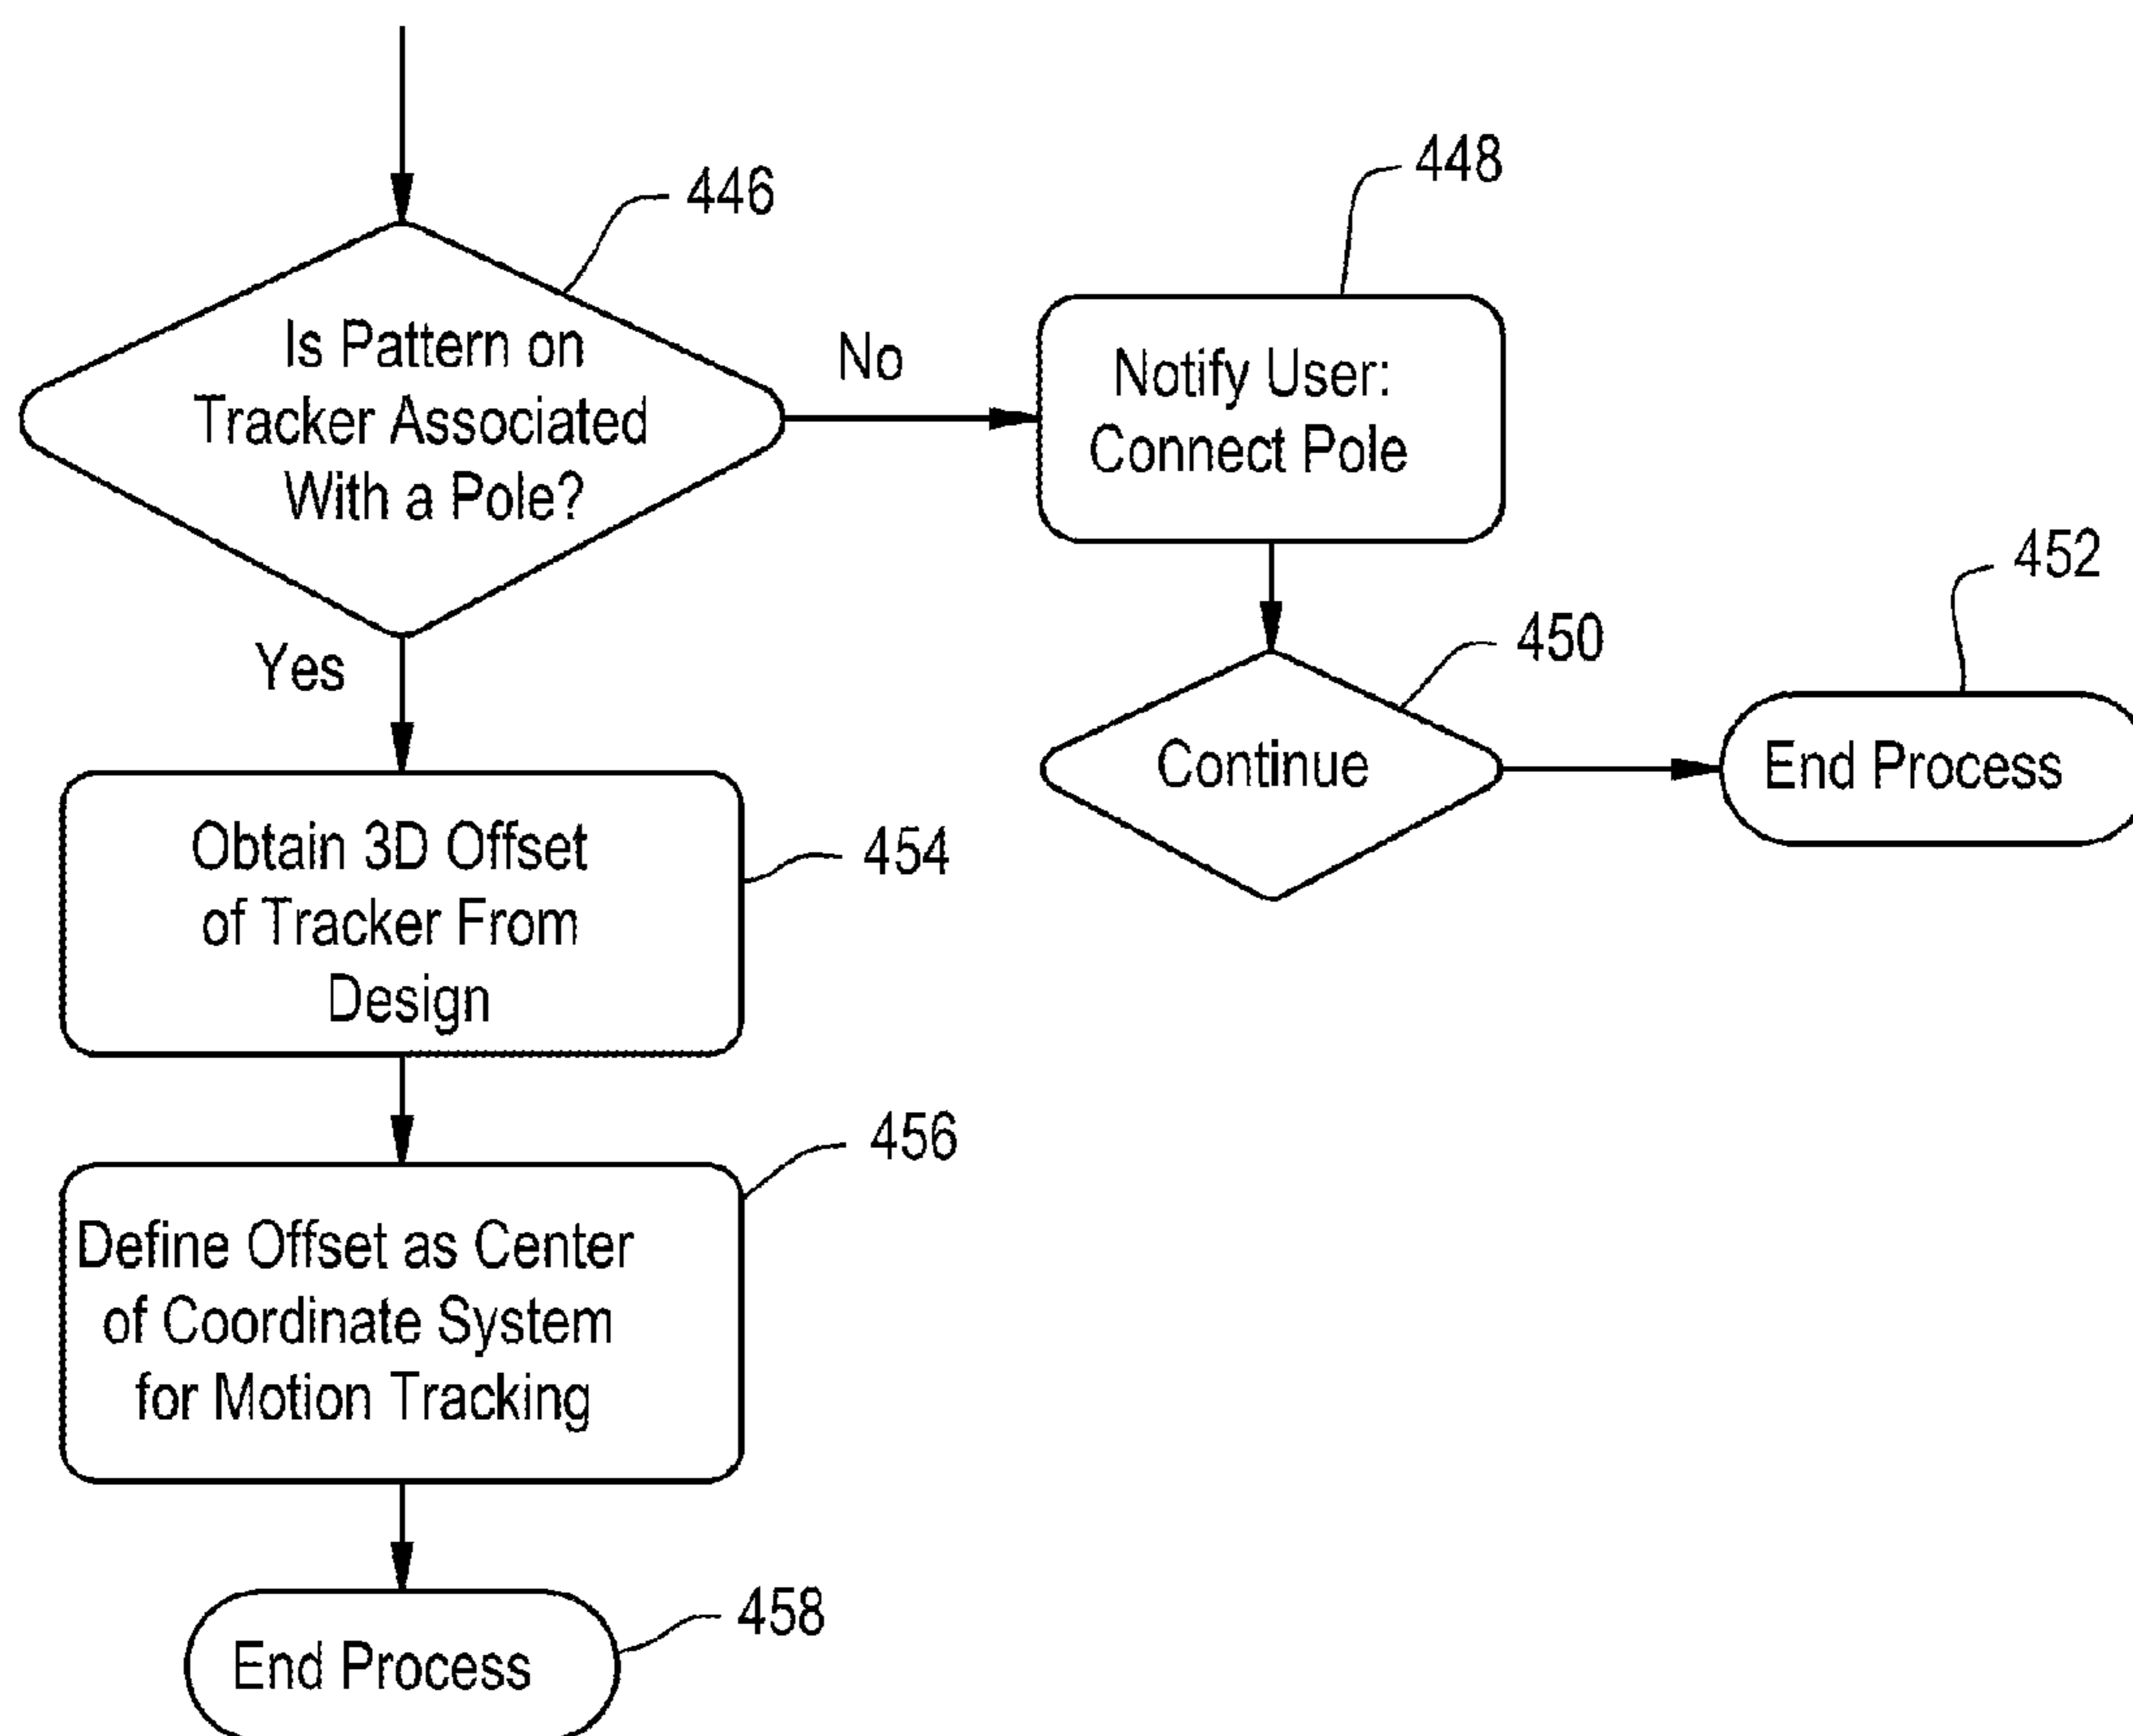 446
Is Pattern on
Tracker Associated
With a Pole?
No
448
Notify User:
Connect Pole
450
Continue
452
End Process
Yes
454
Obtain 3D Offset
of Tracker From
Design
456
Define Offset as Center
of Coordinate System
for Motion Tracking
458
End Process